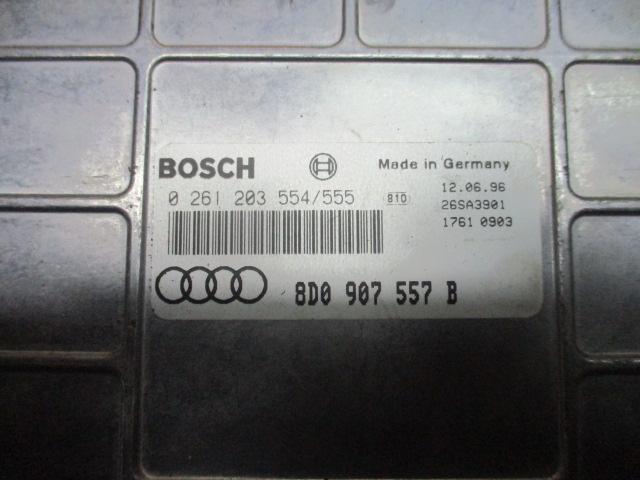 BOSCH Made in Germany
0 261 203 554/555 810 12.06.96
26SA3901
1761 0903
8D0 907 557 B